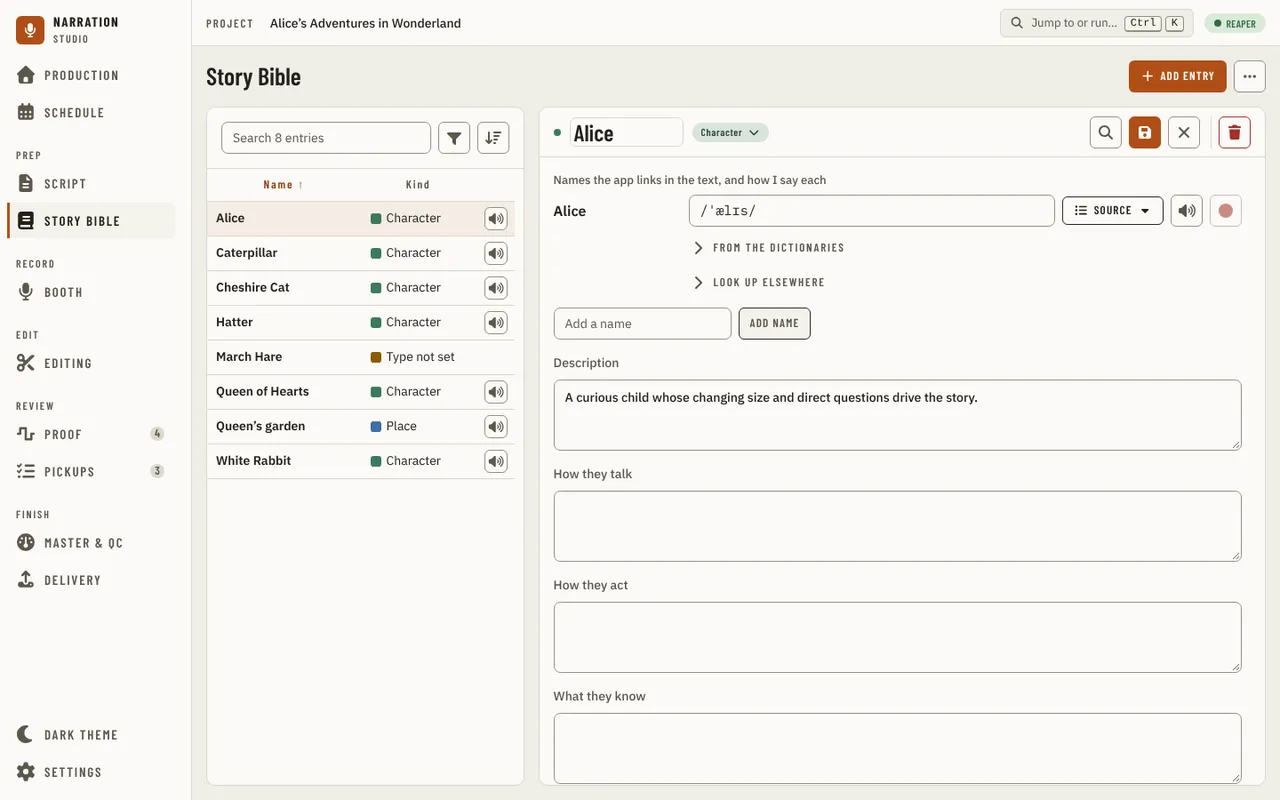 NARRATION
STUDIO
PRODUCTION
SCHEDULE
PREP
SCRIPT
STORY BIBLE
RECORD
BOOTH
EDIT
EDITING
REVIEW
PROOF 4
PICKUPS 3
FINISH
MASTER & QC
DELIVERY
DARK THEME
SETTINGS
PROJECT Alice’s Adventures in Wonderland
Jump to or run... Ctrl K
REAPER
Story Bible
ADD ENTRY
Search 8 entries
Name ↑ Kind
Alice Character
Caterpillar Character
Cheshire Cat Character
Hatter Character
March Hare Type not set
Queen of Hearts Character
Queen’s garden Place
White Rabbit Character
Alice Character
Names the app links in the text, and how I say each
Alice /ˈælɪs/ SOURCE
FROM THE DICTIONARIES
LOOK UP ELSEWHERE
Add a name ADD NAME
Description
A curious child whose changing size and direct questions drive the story.
How they talk
How they act
What they know